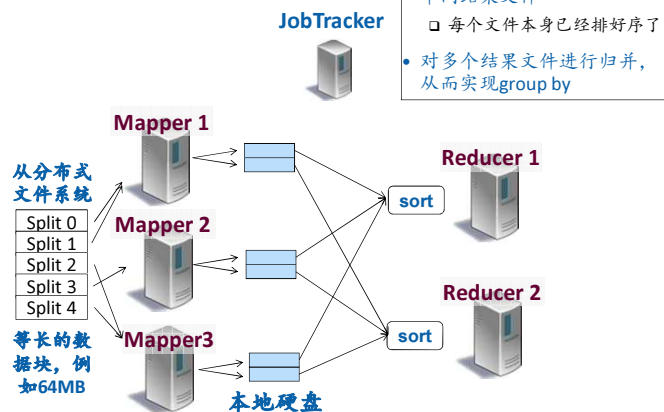 结果文件
□ 每个文件本身已经排好序了
• 对多个结果文件进行归并，
从而实现group by
JobTracker
Mapper 1
Reducer 1
从分布式
文件系统
sort
Split 0
Split 1
Split 2
Split 3
Split 4
Mapper 2
Reducer 2
sort
Mapper3
等长的数
据块，例
如64MB
本地硬盘